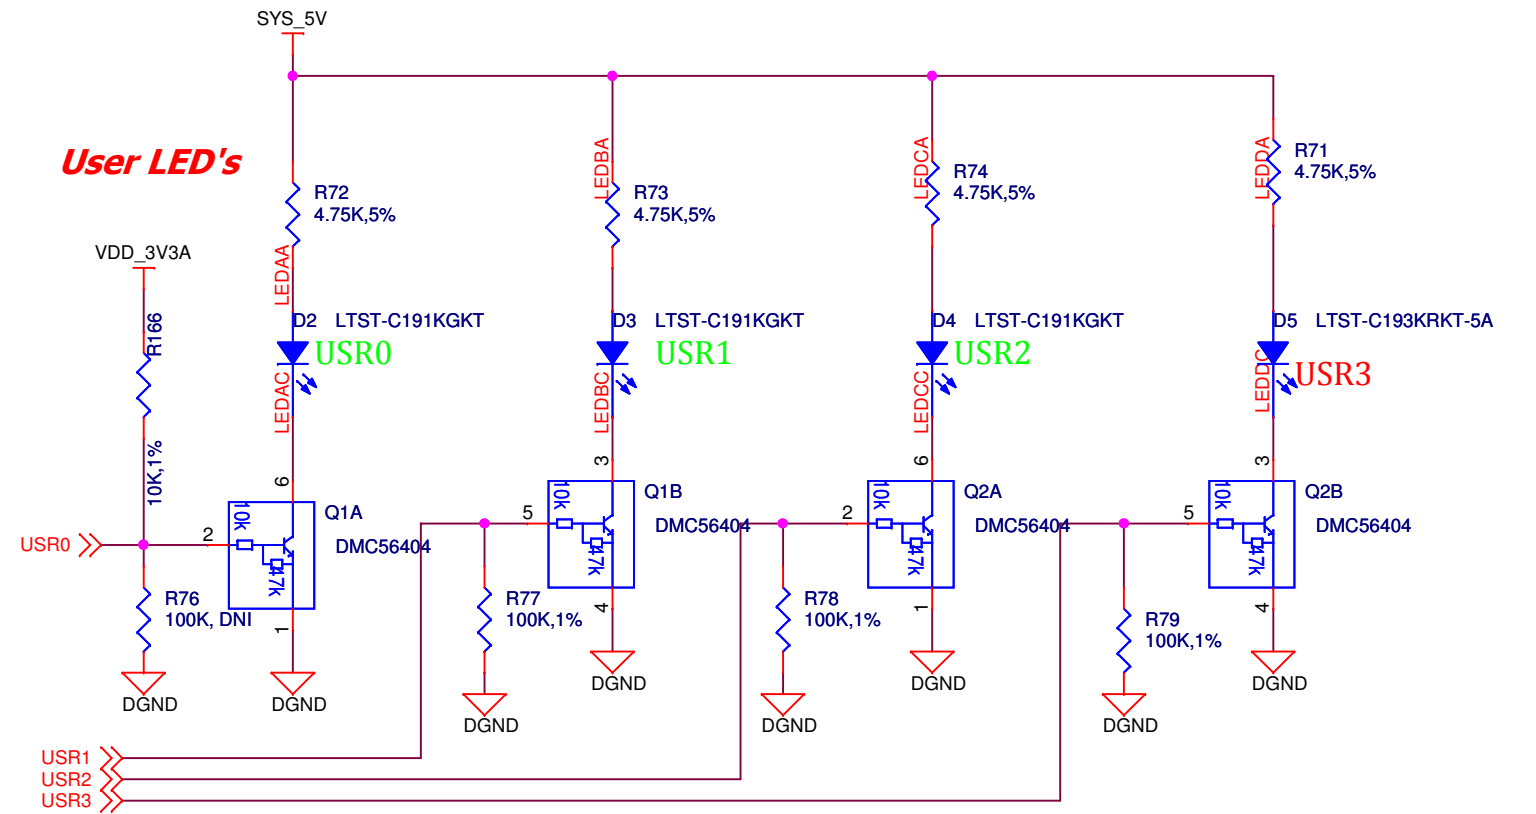 SYS_5V
User LED's
VDD_3V3A
R166
10K,1%
R72
4.75K,5%
LEDAA
D2 LTST-C191KGKT
USR0
LEDAC
6
10k
47k
Q1A
DMC56404
2
1
USR0
R76
100K, DNI
DGND
DGND
LEDBA
R73
4.75K,5%
D3 LTST-C191KGKT
USR1
LEDBC
3
10k
47k
Q1B
DMC56404
5
4
R77
100K,1%
DGND
DGND
LEDCA
R74
4.75K,5%
D4 LTST-C191KGKT
USR2
LEDCC
6
10k
47k
Q2A
DMC56404
2
1
R78
100K,1%
DGND
DGND
LEDDA
R71
4.75K,5%
D5 LTST-C193KRKT-5A
USR3
LEDDC
3
10k
47k
Q2B
DMC56404
5
4
R79
100K,1%
DGND
DGND
USR1
USR2
USR3